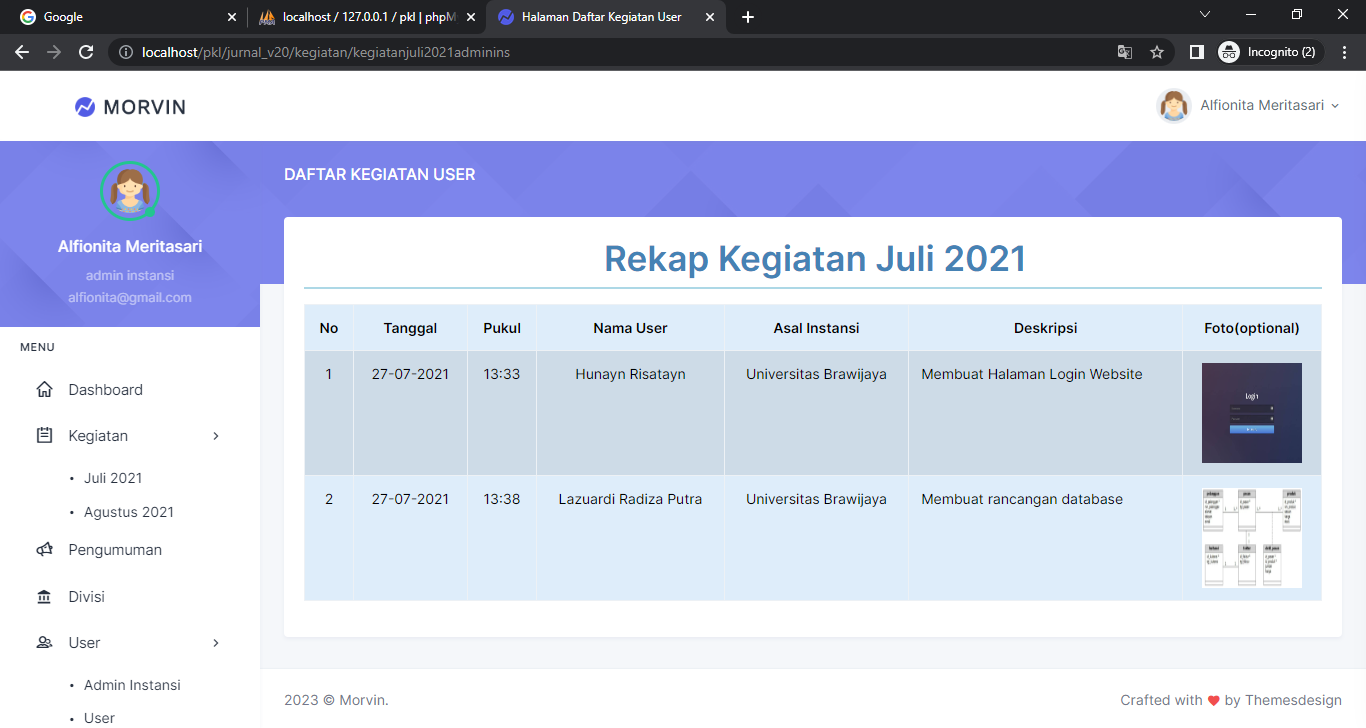 Google
localhost / 127.0.0.1 / pkl | phpM
Halaman Daftar Kegiatan User
localhost/pkl/jurnal_v20/kegiatan/kegiatanjuli2021adminins
Incognito (2)
MORVIN
Alfionita Meritasari
Alfionita Meritasari
admin instansi
alfionita@gmail.com
MENU
Dashboard
Kegiatan
• Juli 2021
• Agustus 2021
Pengumuman
Divisi
User
• Admin Instansi
• User
DAFTAR KEGIATAN USER
Rekap Kegiatan Juli 2021
No Tanggal Pukul Nama User Asal Instansi Deskripsi Foto(optional)
1 27-07-2021 13:33 Hunayn Risatayn Universitas Brawijaya Membuat Halaman Login Website
Login
2 27-07-2021 13:38 Lazuardi Radiza Putra Universitas Brawijaya Membuat rancangan database
2023 © Morvin.
Crafted with ❤ by Themesdesign